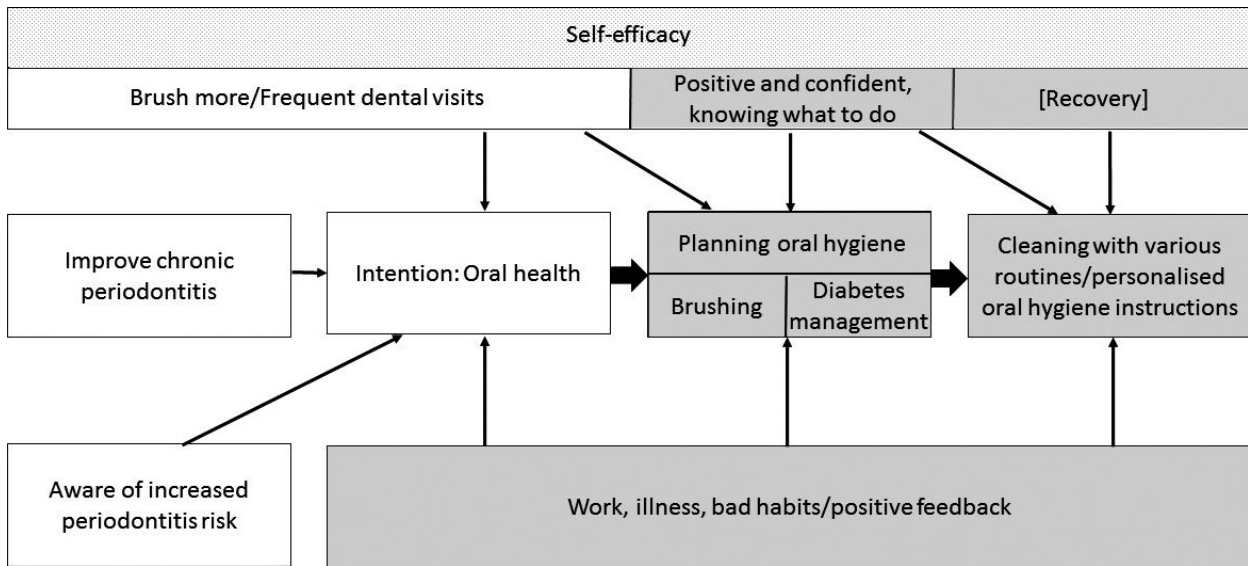 Self-efficacy
Brush more/Frequent dental visits
Positive and confident,
knowing what to do
[Recovery]
Improve chronic
periodontitis
Intention: Oral health
Planning oral hygiene
Brushing
Diabetes
management
Cleaning with various
routines/personalised
oral hygiene instructions
Aware of increased
periodontitis risk
Work, illness, bad habits/positive feedback